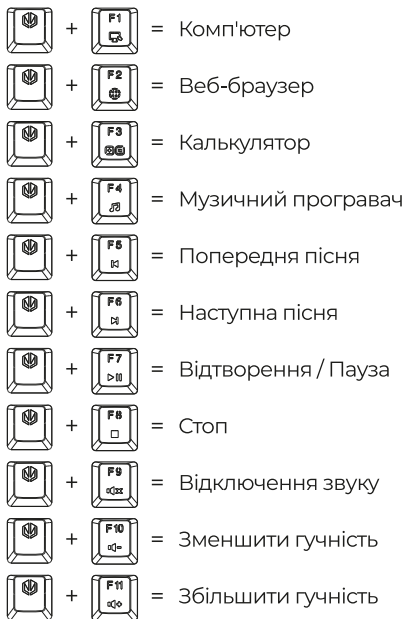 + F1 = Комп'ютер
+ F2 = Веб-браузер
+ F3 = Калькулятор
+ F4 = Музичний програвач
+ F5 = Попередня пісня
+ F6 = Наступна пісня
+ F7 = Відтворення / Пауза
+ F8 = Стоп
+ F9 = Відключення звуку
+ F10 = Зменшити гучність
+ F11 = Збільшити гучність